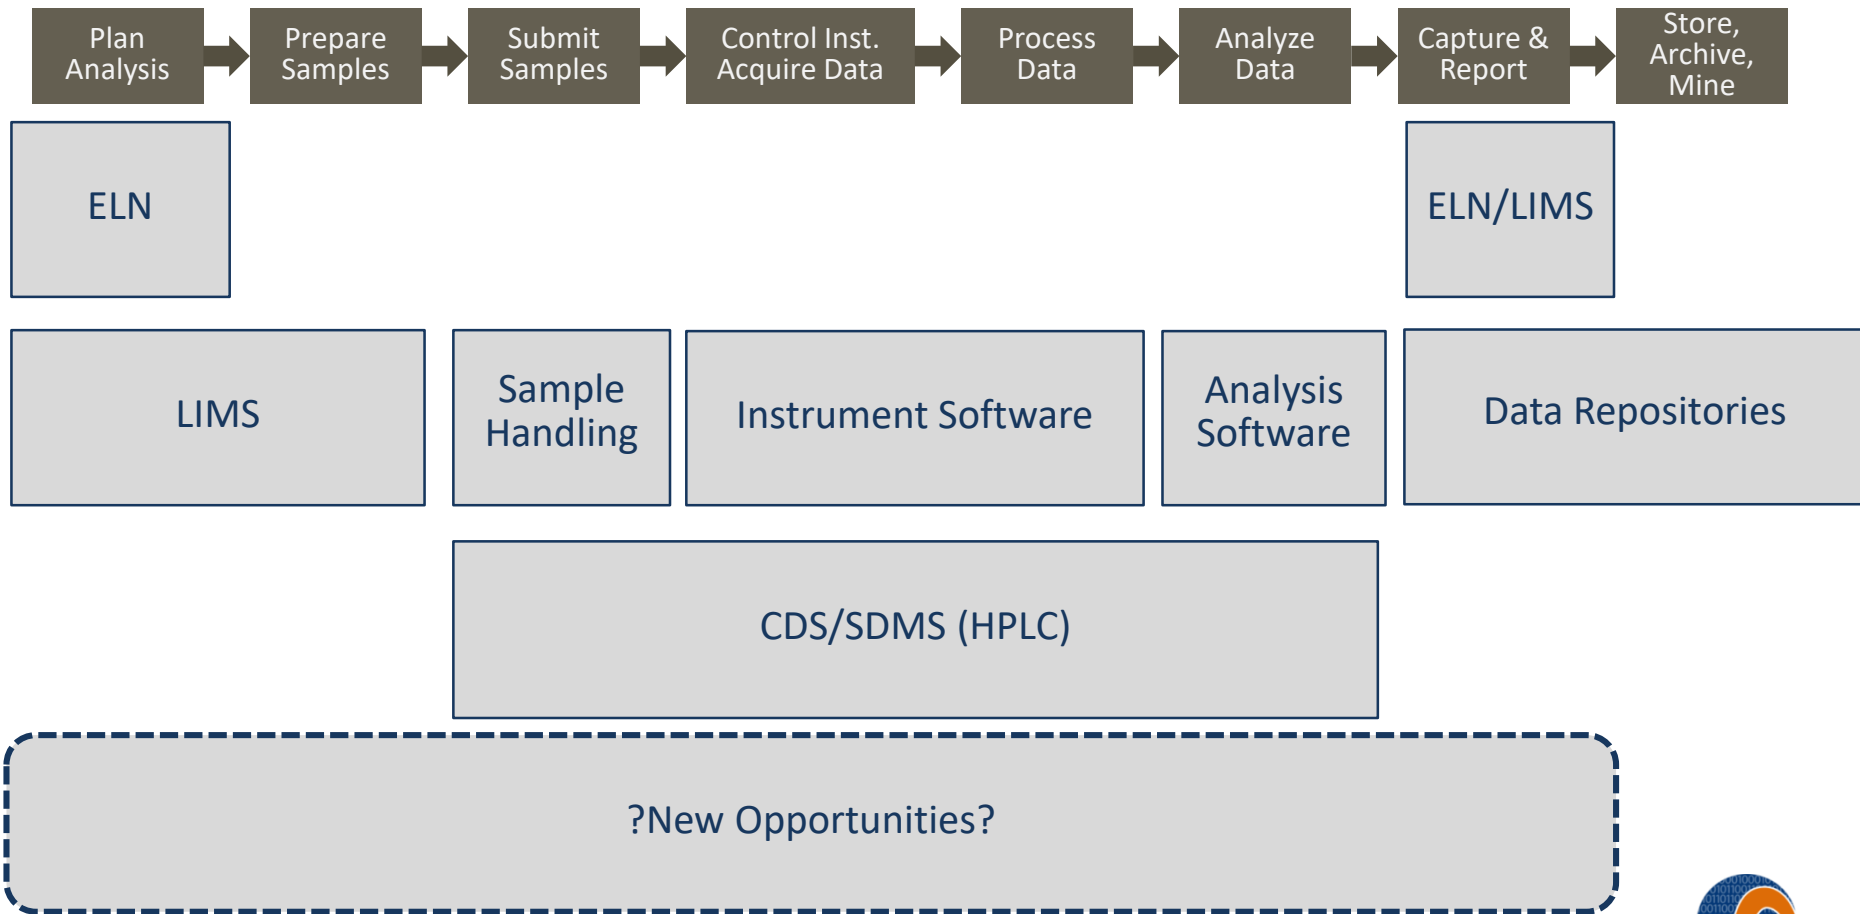 Plan
Analysis
Prepare
Samples
Submit
Samples
Control Inst.
Acquire Data
Process
Data
Analyze
Data
Capture &
Report
Store,
Archive,
Mine
ELN
ELN/LIMS
LIMS
Sample
Handling
Instrument Software
Analysis
Software
Data Repositories
CDS/SDMS (HPLC)
?New Opportunities?